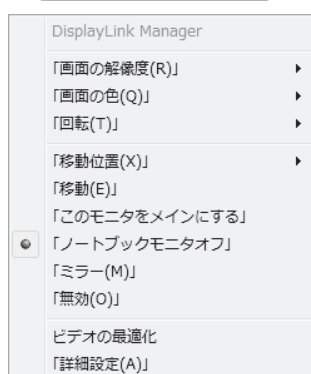 DisplayLink Manager
「画面の解像度(R)」
「画面の色(Q)」
「回転(T)」
「移動位置(X)」
「移動(E)」
「このモニタをメインにする」
「ノートブックモニタオフ」
「ミラー(M)」
「無効(O)」
ビデオの最適化
「詳細設定(A)」